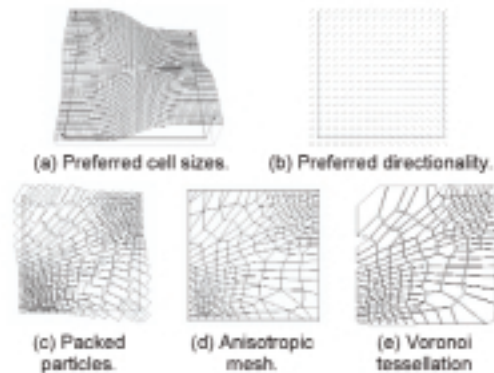 (a) Preferred cell sizes.
(b) Preferred directionality.
(c) Packed
particles.
(d) Anisotropic
mesh.
(e) Voronoi
tessellation